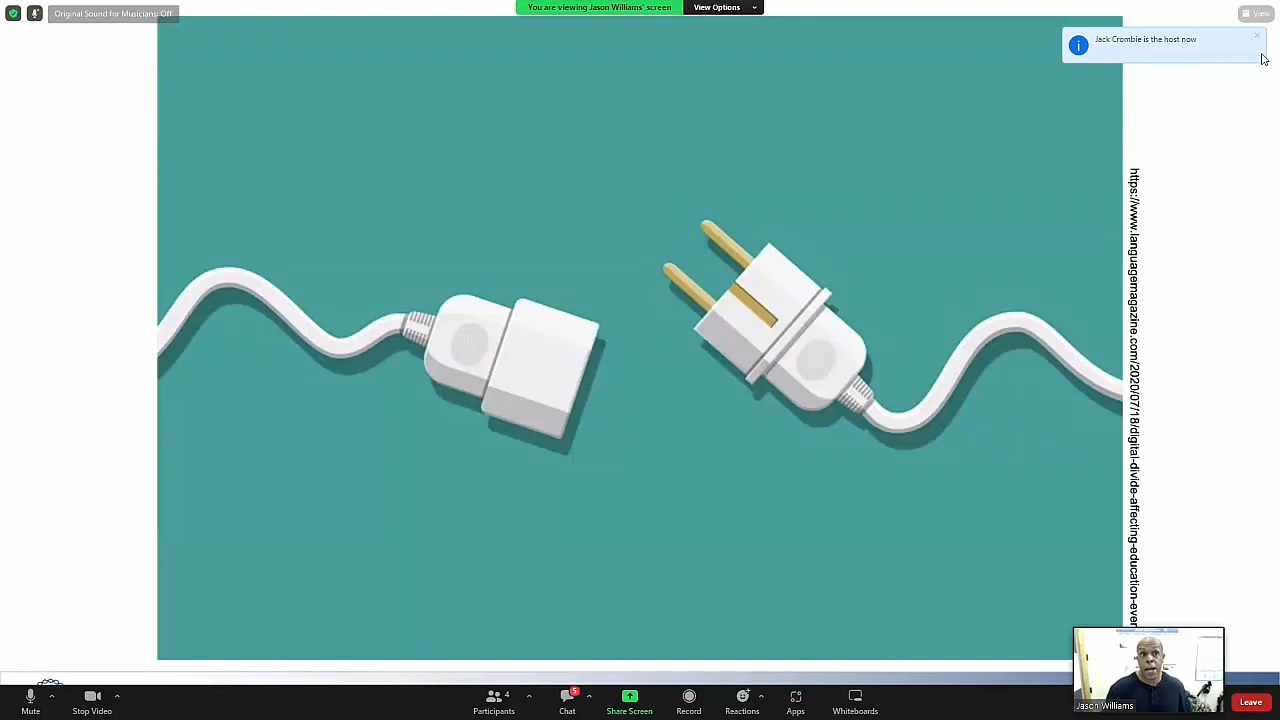 Original Sound for Musicians: Off
You are viewing Jason Williams' screen
View Options
View
Jack Crombie is the host now
https://www.languagemagazine.com/2020/07/18/digital-divide-affecting-education-ever
Jason Williams
Mute
Stop Video
4
Participants
5
Chat
Share Screen
Record
Reactions
Apps
Whiteboards
Leave